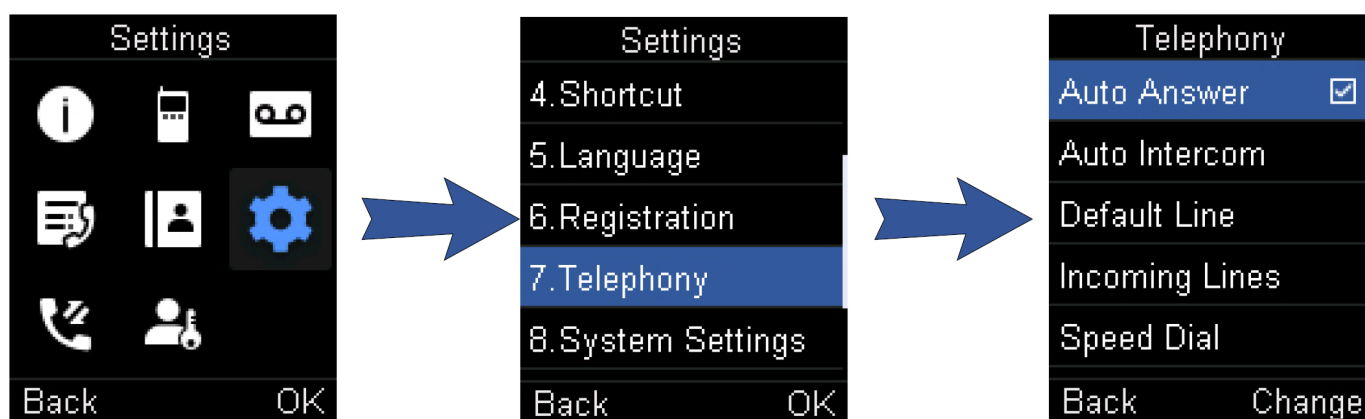 Settings
Back OK
Settings
4.Shortcut
5.Language
6.Registration
7.Telephony
8.System Settings
Back OK
Telephony
Auto Answer
Auto Intercom
Default Line
Incoming Lines
Speed Dial
Back Change